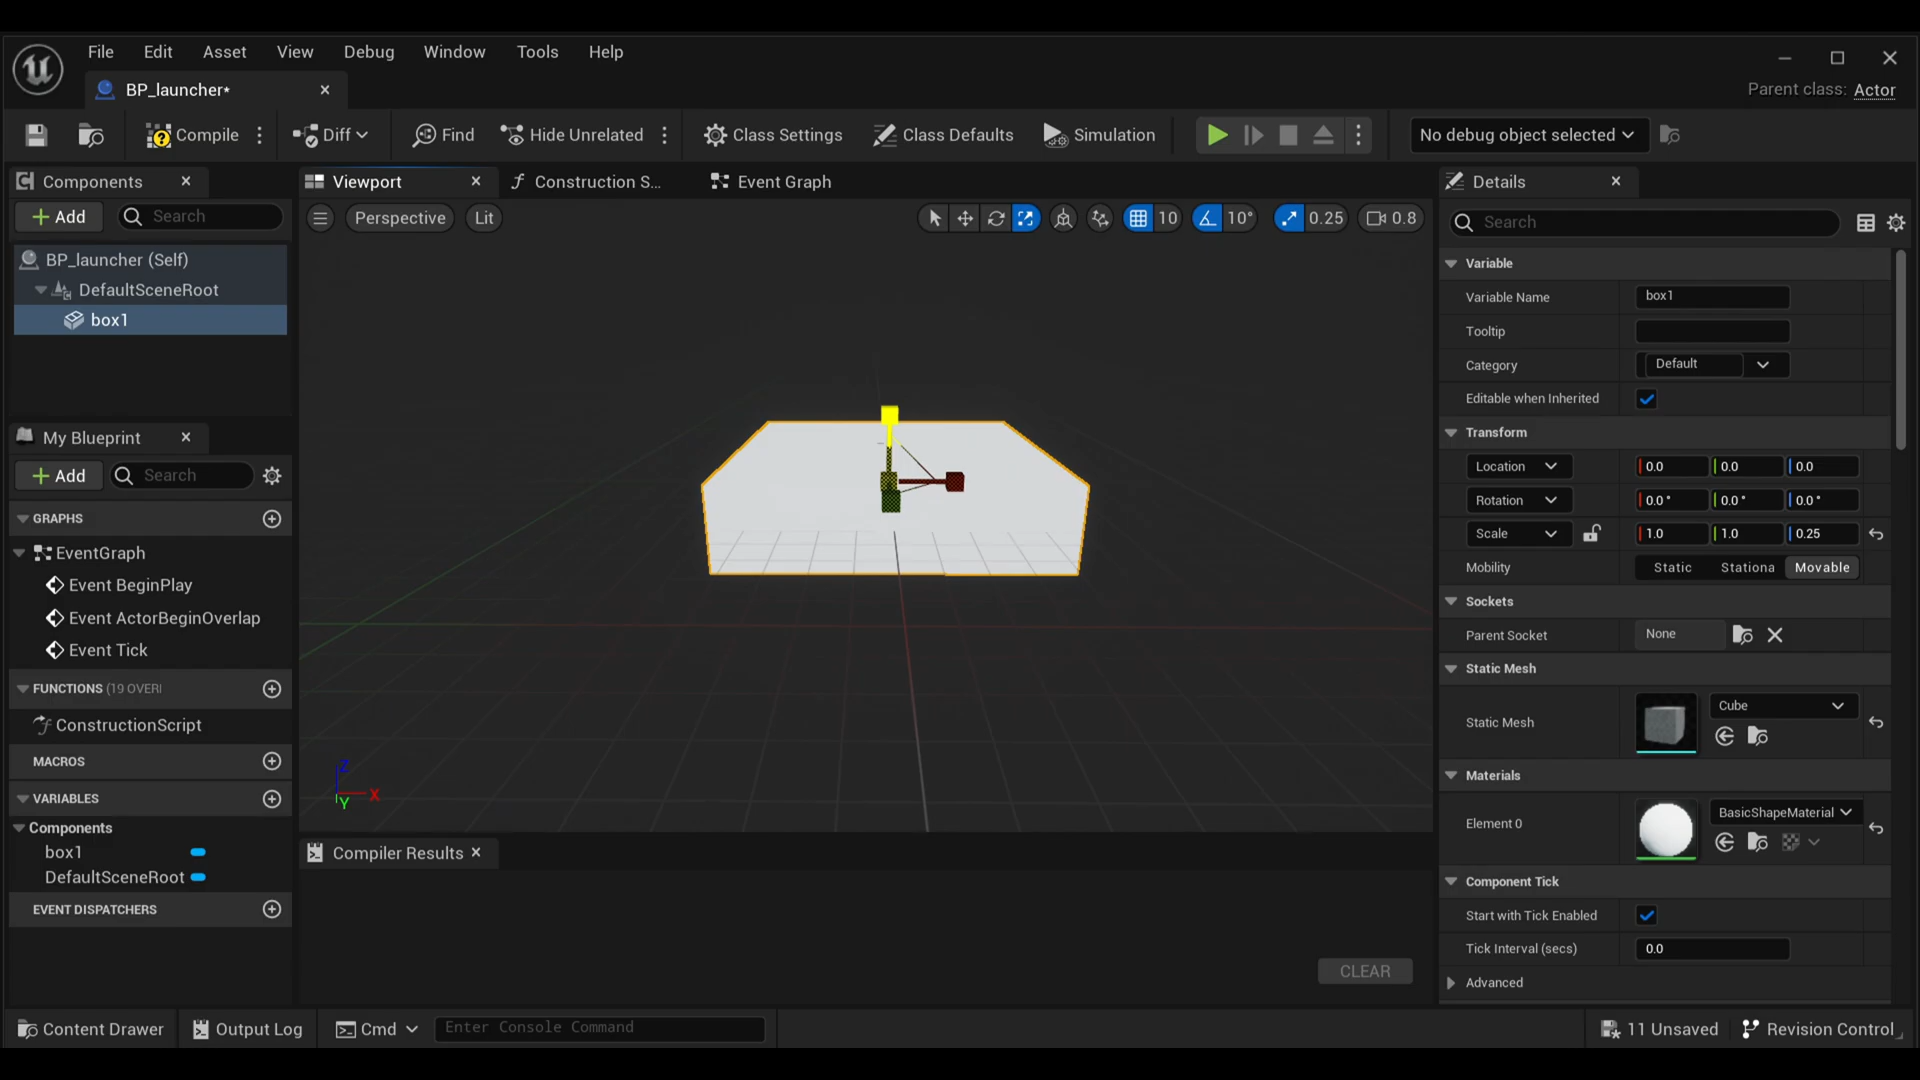 File Edit Asset View Debug Window Tools Help
BP_launcher*
Parent class: Actor
Compile Diff Find Hide Unrelated Class Settings Class Defaults Simulation No debug object selected
Components
Add Search
BP_launcher (Self)
DefaultSceneRoot
box1
My Blueprint
Add Search
GRAPHS
EventGraph
Event BeginPlay
Event ActorBeginOverlap
Event Tick
FUNCTIONS (19 OVERI
ConstructionScript
MACROS
VARIABLES
Components
box1
DefaultSceneRoot
EVENT DISPATCHERS
Viewport Construction S... Event Graph
Perspective Lit 10 10° 0.25 0.8
Z
X
Y
Compiler Results
CLEAR
Details
Search
Variable
Variable Name box1
Tooltip
Category Default
Editable when Inherited
Transform
Location 0.0 0.0 0.0
Rotation 0.0° 0.0° 0.0°
Scale 1.0 1.0 0.25
Mobility Static Stationa Movable
Sockets
Parent Socket None
Static Mesh
Static Mesh Cube
Materials
Element 0 BasicShapeMaterial
Component Tick
Start with Tick Enabled
Tick Interval (secs) 0.0
Advanced
Content Drawer Output Log Cmd Enter Console Command 11 Unsaved Revision Control